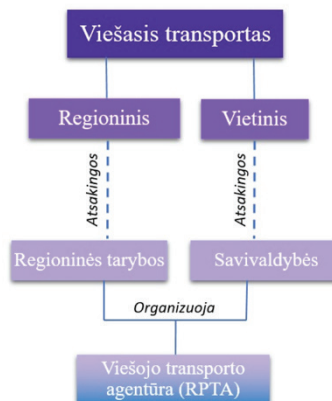 Viešasis transportas
Regioninis
Vietinis
Atsakingos
Atsakingos
Regioninės tarybos
Savivaldybės
Organizuoja
Viešojo transporto
agentūra (RPTA)